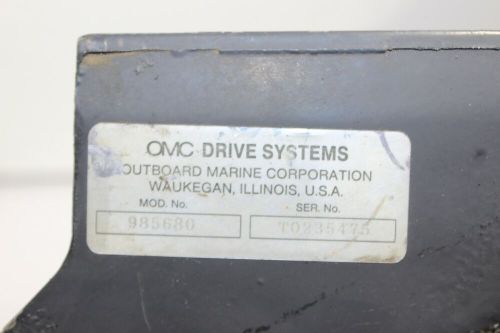 OMC DRIVE SYSTEMS
OUTBOARD MARINE CORPORATION
WAUKEGAN, ILLINOIS, U.S.A.
MOD. No. SER. No.
985680 T0235475